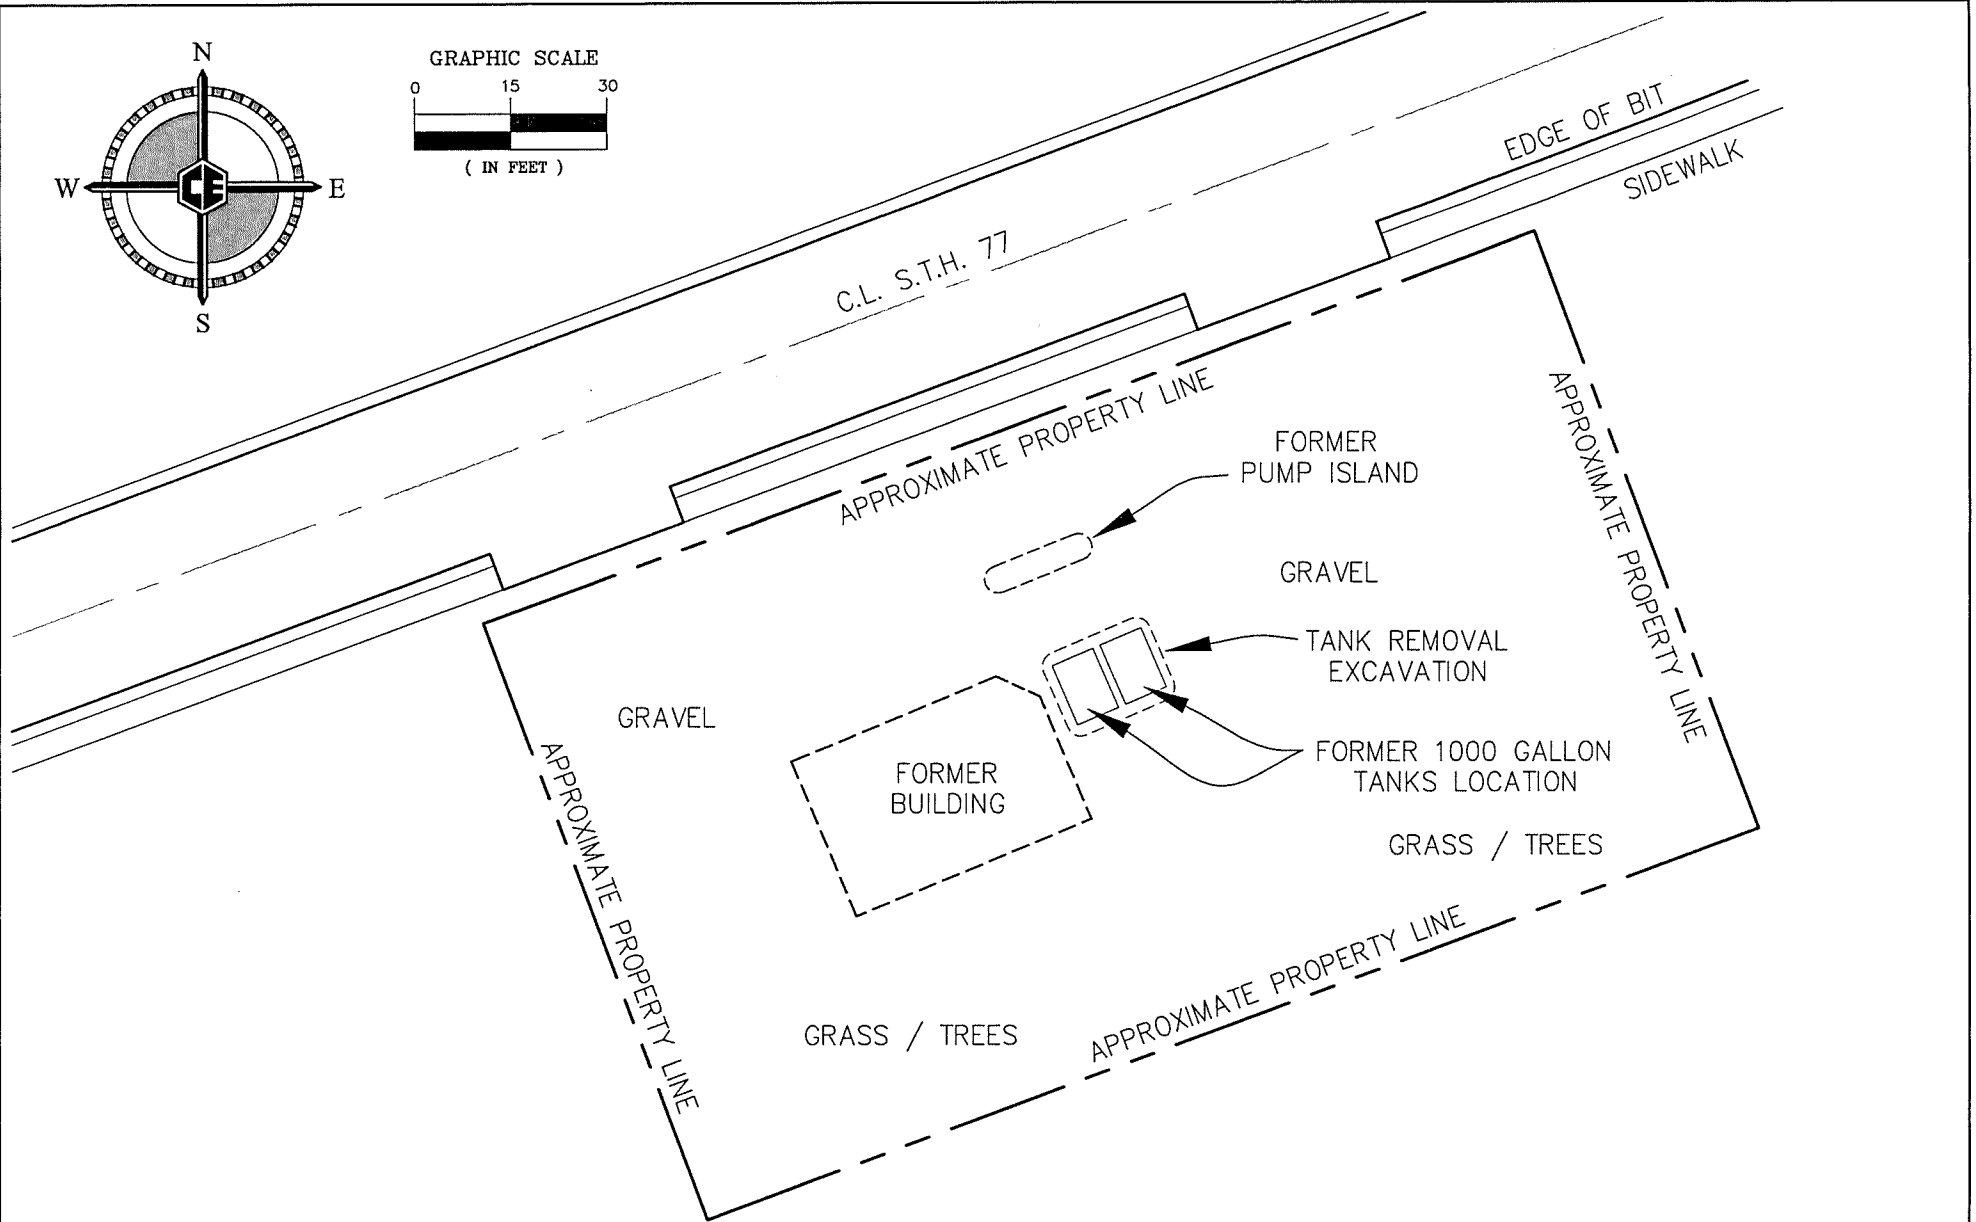 N
W
E
S
GRAPHIC SCALE
0 15 30
( IN FEET )
EDGE OF BIT
SIDEWALK
C.L. S.T.H. 77
APPROXIMATE PROPERTY LINE
APPROXIMATE PROPERTY LINE
FORMER
PUMP ISLAND
GRAVEL
TANK REMOVAL
EXCAVATION
GRAVEL
FORMER
BUILDING
FORMER 1000 GALLON
TANKS LOCATION
GRASS / TREES
APPROXIMATE PROPERTY LINE
APPROXIMATE PROPERTY LINE
GRASS / TREES